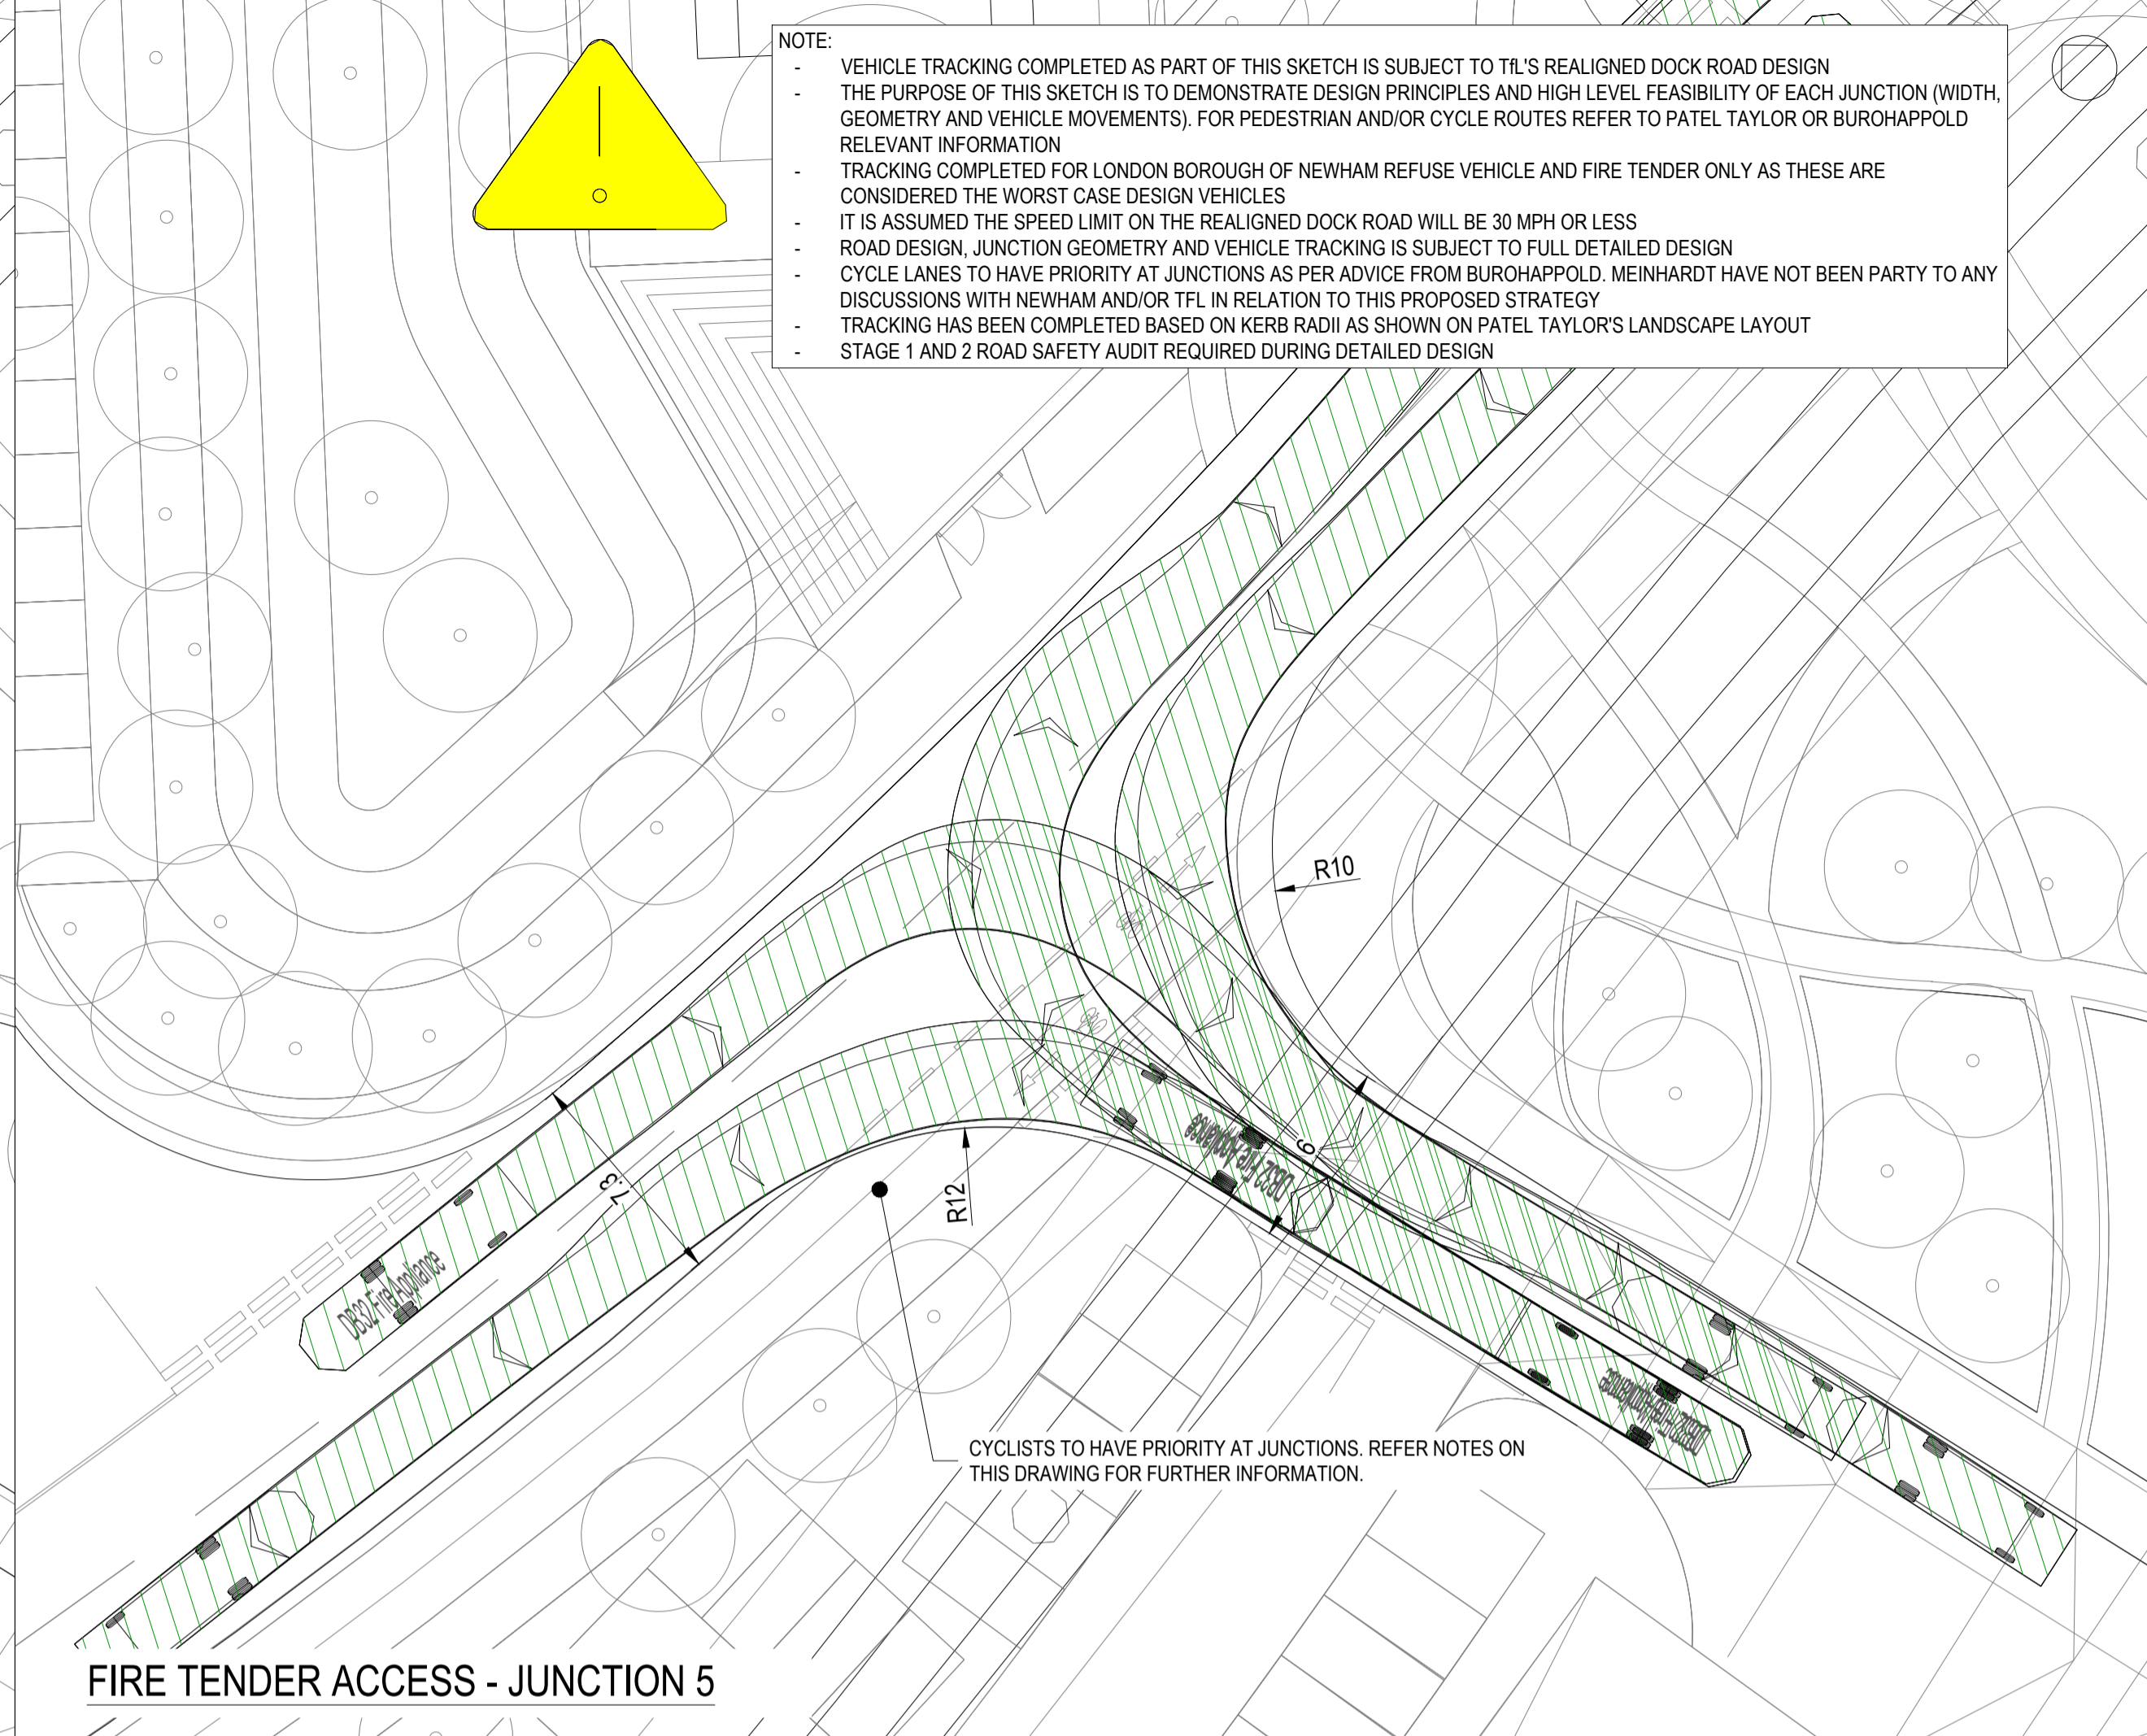 NOTE:
- VEHICLE TRACKING COMPLETED AS PART OF THIS SKETCH IS SUBJECT TO TfL'S REALIGNED DOCK ROAD DESIGN
- THE PURPOSE OF THIS SKETCH IS TO DEMONSTRATE DESIGN PRINCIPLES AND HIGH LEVEL FEASIBILITY OF EACH JUNCTION (WIDTH,
GEOMETRY AND VEHICLE MOVEMENTS). FOR PEDESTRIAN AND/OR CYCLE ROUTES REFER TO PATEL TAYLOR OR BUROHAPPOLD
RELEVANT INFORMATION
- TRACKING COMPLETED FOR LONDON BOROUGH OF NEWHAM REFUSE VEHICLE AND FIRE TENDER ONLY AS THESE ARE
CONSIDERED THE WORST CASE DESIGN VEHICLES
- IT IS ASSUMED THE SPEED LIMIT ON THE REALIGNED DOCK ROAD WILL BE 30 MPH OR LESS
- ROAD DESIGN, JUNCTION GEOMETRY AND VEHICLE TRACKING IS SUBJECT TO FULL DETAILED DESIGN
- CYCLE LANES TO HAVE PRIORITY AT JUNCTIONS AS PER ADVICE FROM BUROHAPPOLD. MEINHARDT HAVE NOT BEEN PARTY TO ANY
DISCUSSIONS WITH NEWHAM AND/OR TFL IN RELATION TO THIS PROPOSED STRATEGY
- TRACKING HAS BEEN COMPLETED BASED ON KERB RADII AS SHOWN ON PATEL TAYLOR'S LANDSCAPE LAYOUT
- STAGE 1 AND 2 ROAD SAFETY AUDIT REQUIRED DURING DETAILED DESIGN
R10
DB32 Fire Appliance
9
7.3
R12
DB32 Fire Appliance
CYCLISTS TO HAVE PRIORITY AT JUNCTIONS. REFER NOTES ON
THIS DRAWING FOR FURTHER INFORMATION.
FIRE TENDER ACCESS - JUNCTION 5